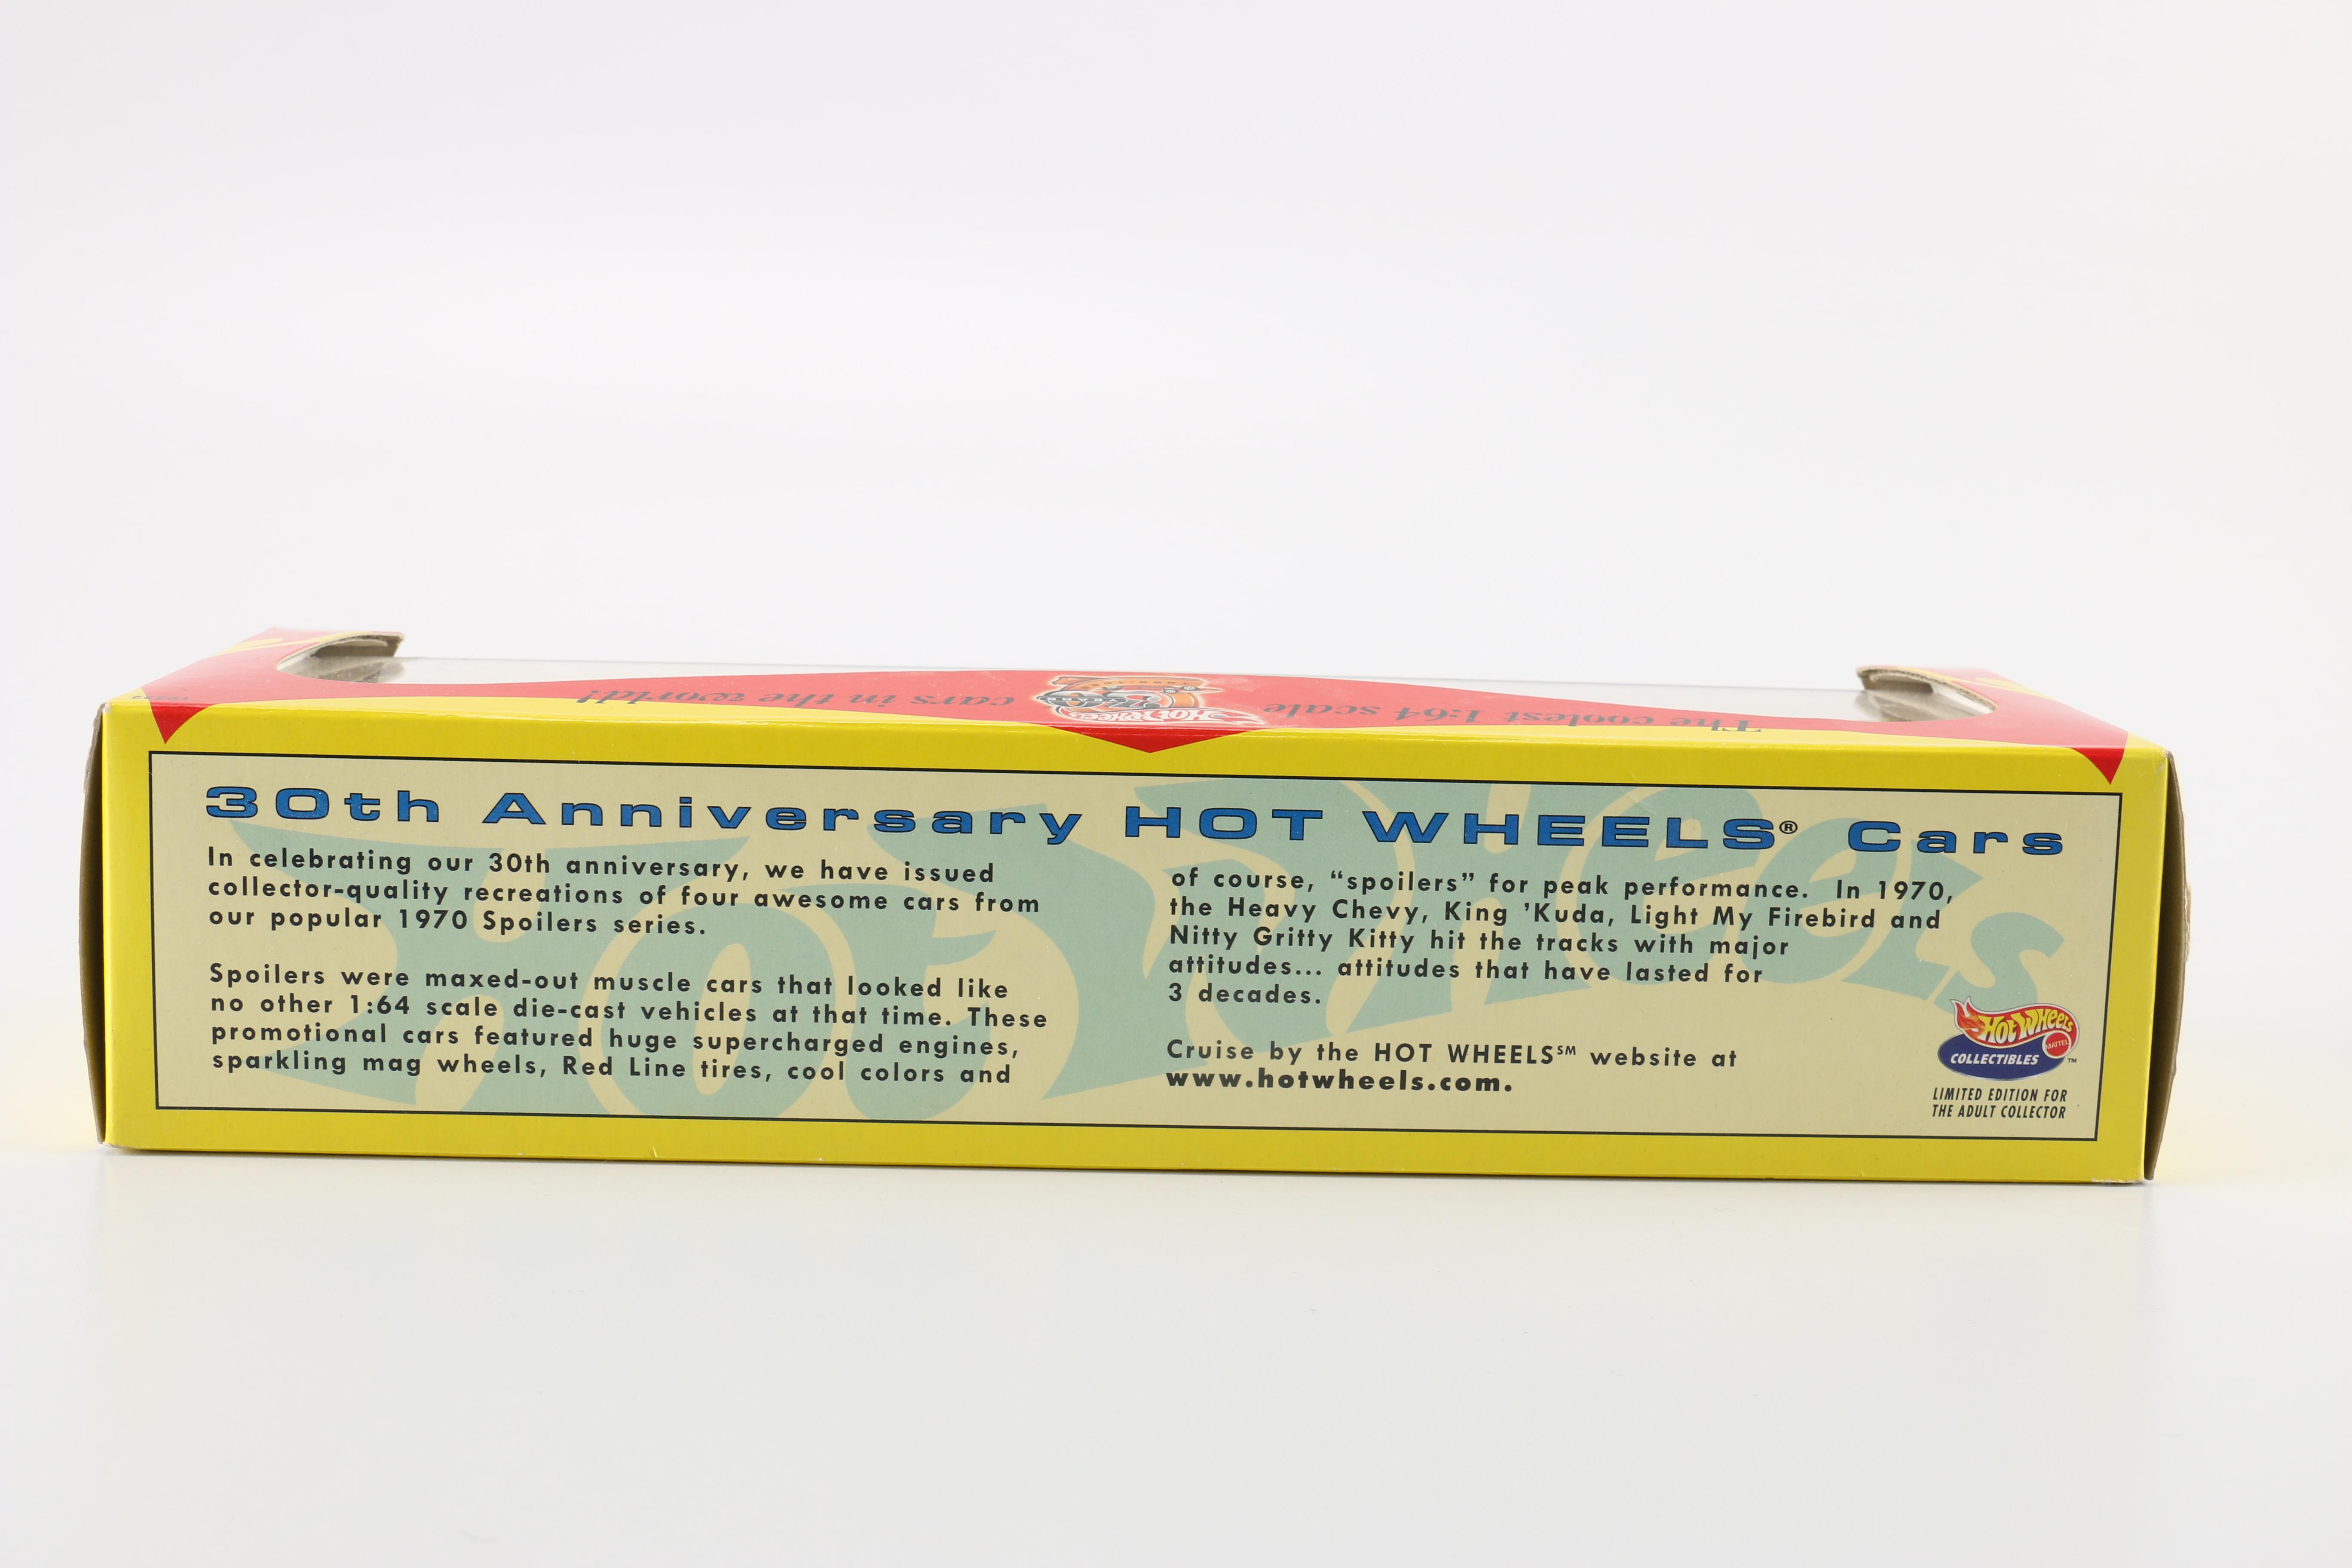 The coolest 1:64 scale
cars in the world!
HOT WHEELS
30th Anniversary HOT WHEELS® Cars
In celebrating our 30th anniversary, we have issued
collector-quality recreations of four awesome cars from
our popular 1970 Spoilers series.
Spoilers were maxed-out muscle cars that looked like
no other 1:64 scale die-cast vehicles at that time. These
promotional cars featured huge supercharged engines,
sparkling mag wheels, Red Line tires, cool colors and
of course, “spoilers” for peak performance. In 1970,
the Heavy Chevy, King ’Kuda, Light My Firebird and
Nitty Gritty Kitty hit the tracks with major
attitudes... attitudes that have lasted for
3 decades.
Cruise by the HOT WHEELS℠ website at
www.hotwheels.com.
Hot Wheels
Hot Wheels
MATTEL
COLLECTIBLES™
LIMITED EDITION FOR
THE ADULT COLLECTOR